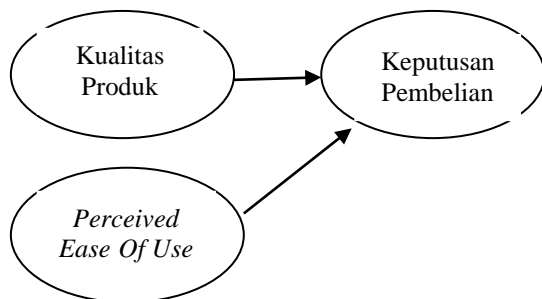 Kualitas
Produk
Keputusan
Pembelian
Perceived
Ease Of Use